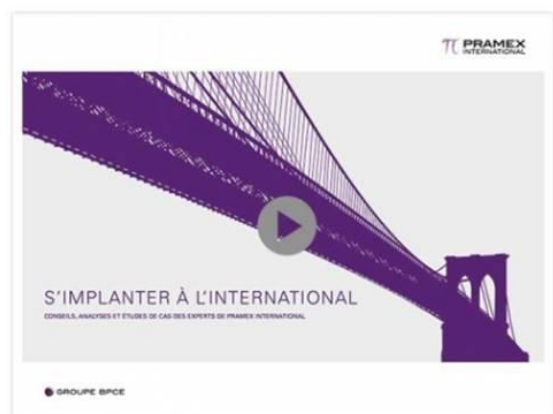 PRAMEX
INTERNATIONAL
S'IMPLANTER À L'INTERNATIONAL
CONSEILS, ANALYSES ET ÉTUDES DE CAS DES EXPERTS DE PRAMEX INTERNATIONAL
GROUPE BPCE